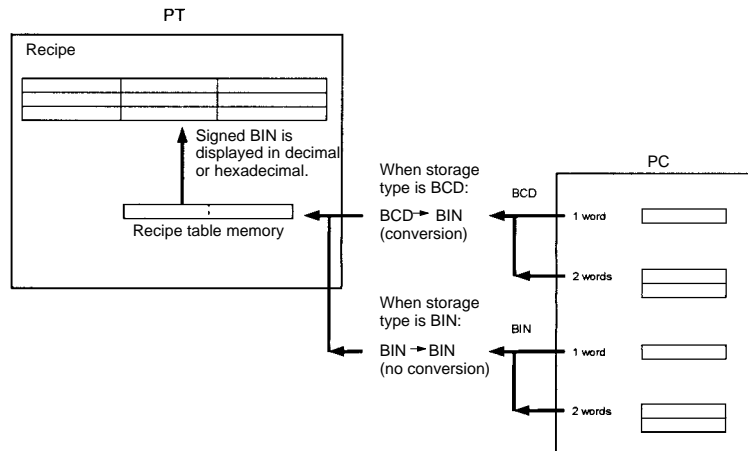 PT
Recipe
Signed BIN is
displayed in decimal
or hexadecimal.
Recipe table memory
When storage
type is BCD:
BCD → BIN
(conversion)
When storage
type is BIN:
BIN → BIN
(no conversion)
BCD
BIN
PC
1 word
2 words
1 word
2 words